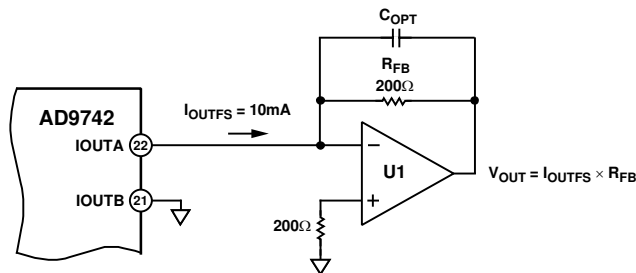 C_OPT
R_FB
200Ω
AD9742
I_OUTFS = 10mA
IOUTA 22
−
U1
V_OUT = I_OUTFS × R_FB
IOUTB 21
+
200Ω